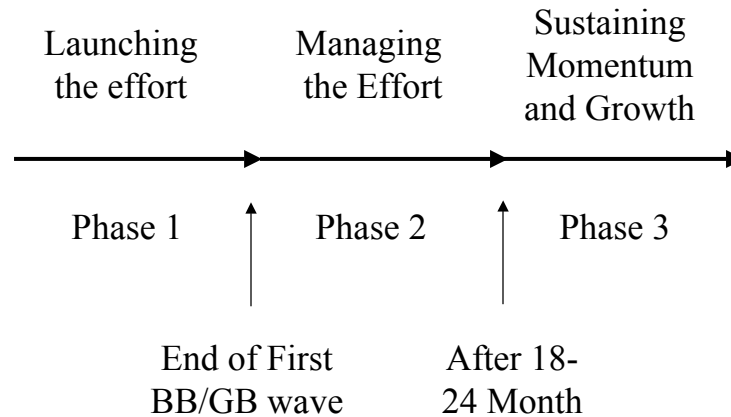 Launching
the effort
Managing
the Effort
Sustaining
Momentum
and Growth
Phase 1
Phase 2
Phase 3
End of First
BB/GB wave
After 18-
24 Month